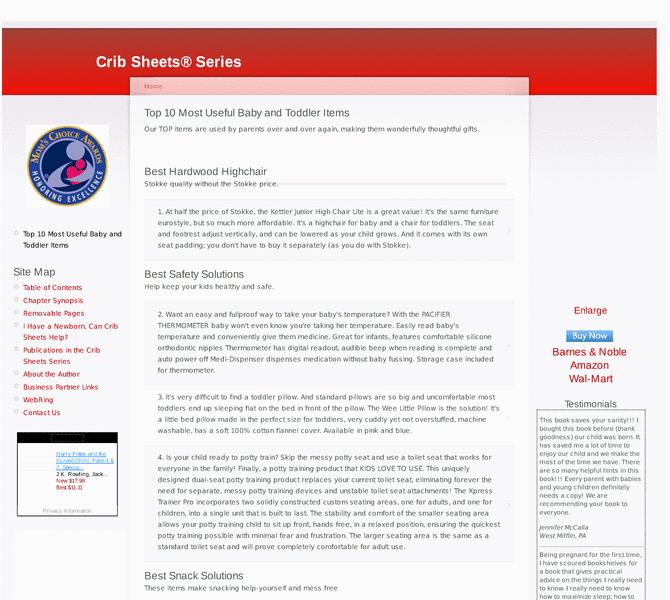 Crib Sheets® Series
Home
MOM'S CHOICE AWARDS
HONORING EXCELLENCE
Top 10 Most Useful Baby and
Toddler Items
Site Map
Table of Contents
Chapter Synopsis
Removable Pages
I Have a Newborn, Can Crib
Sheets Help?
Publications in the Crib
Sheets Series
About the Author
Business Partner Links
WebRing
Contact Us
Harry Potter and the
Cursed Child, Parts 1 &
2, Specia...
J.K. Rowling, Jack...
New $17.98
Best $11.11
Privacy Information
Top 10 Most Useful Baby and Toddler Items
Our TOP items are used by parents over and over again, making them wonderfully thoughtful gifts.
Best Hardwood Highchair
Stokke quality without the Stokke price.
1. At half the price of Stokke, the Kettler Junior High Chair Lite is a great value! It's the same furniture
eurostyle, but so much more affordable. It's a highchair for baby and a chair for toddlers. The seat
and footrest adjust vertically, and can be lowered as your child grows. And it comes with its own
seat padding; you don't have to buy it separately (as you do with Stokke).
Best Safety Solutions
Help keep your kids healthy and safe.
2. Want an easy and fullproof way to take your baby's temperature? With the PACIFIER
THERMOMETER baby won't even know you're taking her temperature. Easily read baby's
temperature and conveniently give them medicine. Great for infants, features comfortable silicone
orthodontic nipples Thermometer has digital readout, audible beep when reading is complete and
auto power off Medi-Dispenser dispenses medication without baby fussing. Storage case included
for thermometer.
3. It's very difficult to find a toddler pillow. And standard pillows are so big and uncomfortable most
toddlers end up sleeping flat on the bed in front of the pillow. The Wee Little Pillow is the solution! It's
a little bed pillow made in the perfect size for toddlers, very cuddly yet not overstuffed, machine
washable, has a soft 100% cotton flannel cover. Available in pink and blue.
4. Is your child ready to potty train? Skip the messy potty seat and use a toilet seat that works for
everyone in the family! Finally, a potty training product that KIDS LOVE TO USE. This uniquely
designed dual-seat potty training product replaces your current toilet seat, eliminating forever the
need for separate, messy potty training devices and unstable toilet seat attachments! The Xpress
Trainer Pro incorporates two solidly constructed custom seating areas, one for adults, and one for
children, into a single unit that is built to last. The stability and comfort of the smaller seating area
allows your potty training child to sit up front, hands free, in a relaxed position, ensuring the quickest
potty training possible with minimal fear and frustration. The larger seating area is the same as a
standard toilet seat and will prove completely comfortable for adult use.
Best Snack Solutions
These items make snacking help-yourself and mess free
Enlarge
Buy Now
Barnes & Noble
Amazon
Wal-Mart
Testimonials
This book saves your sanity!!! I
bought this book before (thank
goodness) our child was born. It
has saved me a lot of time to
enjoy our child and we make the
most of the time we have. There
are so many helpful hints in this
book!!! Every parent with babies
and young children definitely
needs a copy! We are
recommending your book to
everyone.
Jennifer McCalla
West Mifflin, PA
Being pregnant for the first time,
I have scoured bookshelves for
a book that gives practical
advice on the things I really need
to know. I really need to know
how to maximize sleep; how to